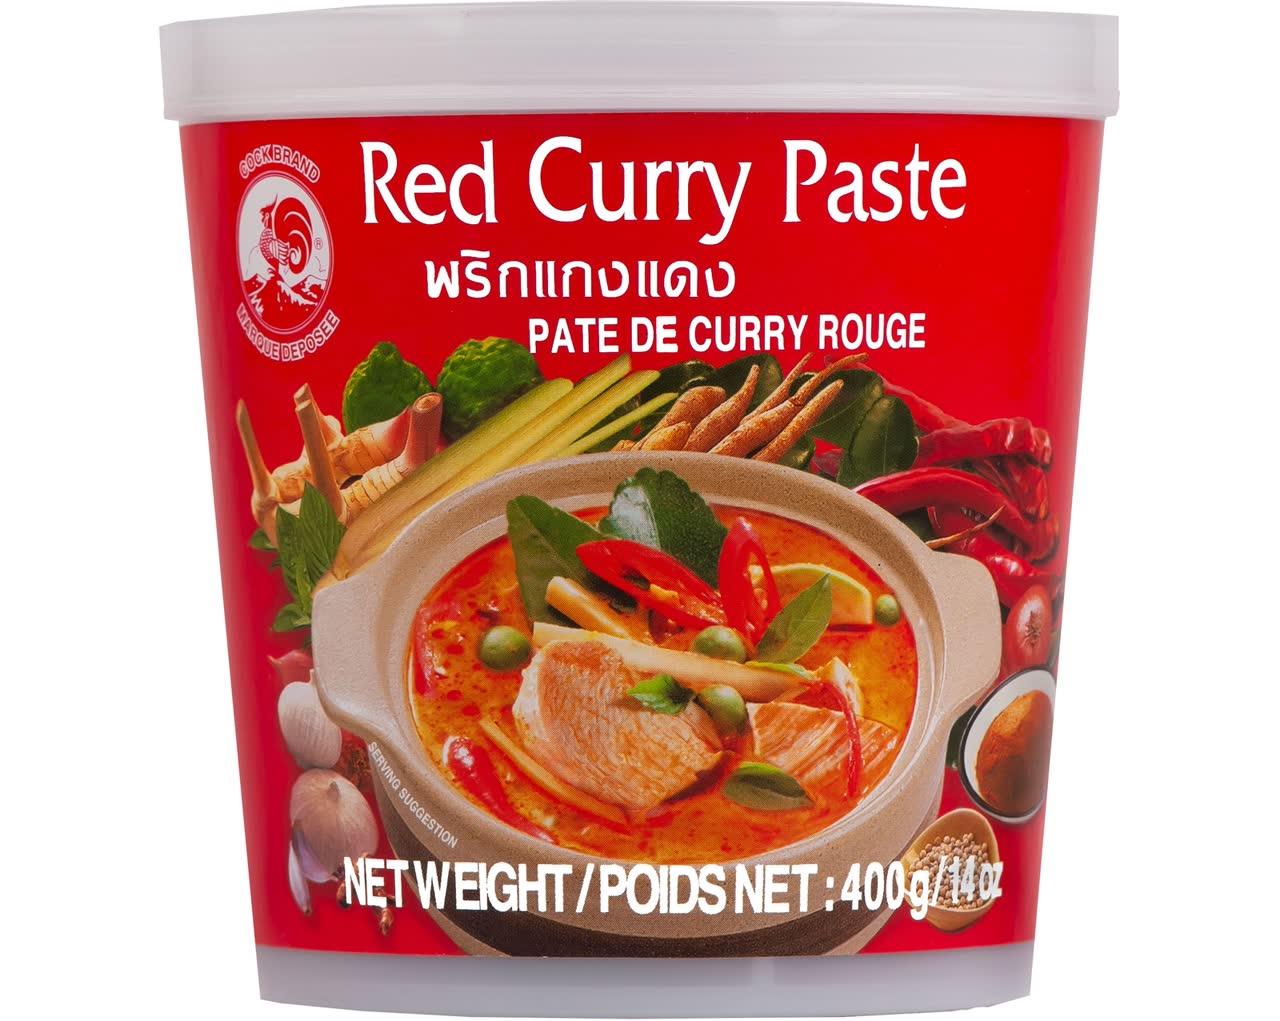 COCK BRAND
®
MARQUE DEPOSEE
Red Curry Paste
พริกแกงแดง
PATE DE CURRY ROUGE
SERVING SUGGESTION
NET WEIGHT / POIDS NET : 400 g / 14 oz